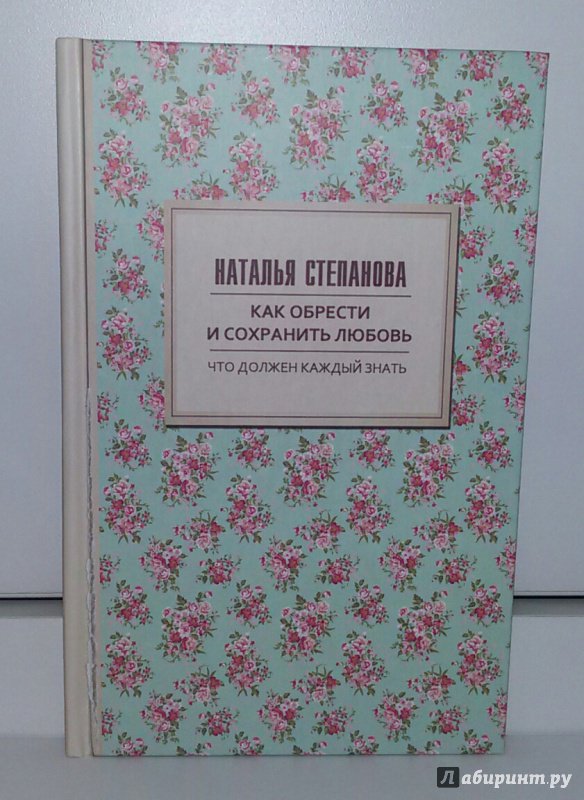 НАТАЛЬЯ СТЕПАНОВА
КАК ОБРЕСТИ
И СОХРАНИТЬ ЛЮБОВЬ
ЧТО ДОЛЖЕН КАЖДЫЙ ЗНАТЬ
Лабиринт.ру